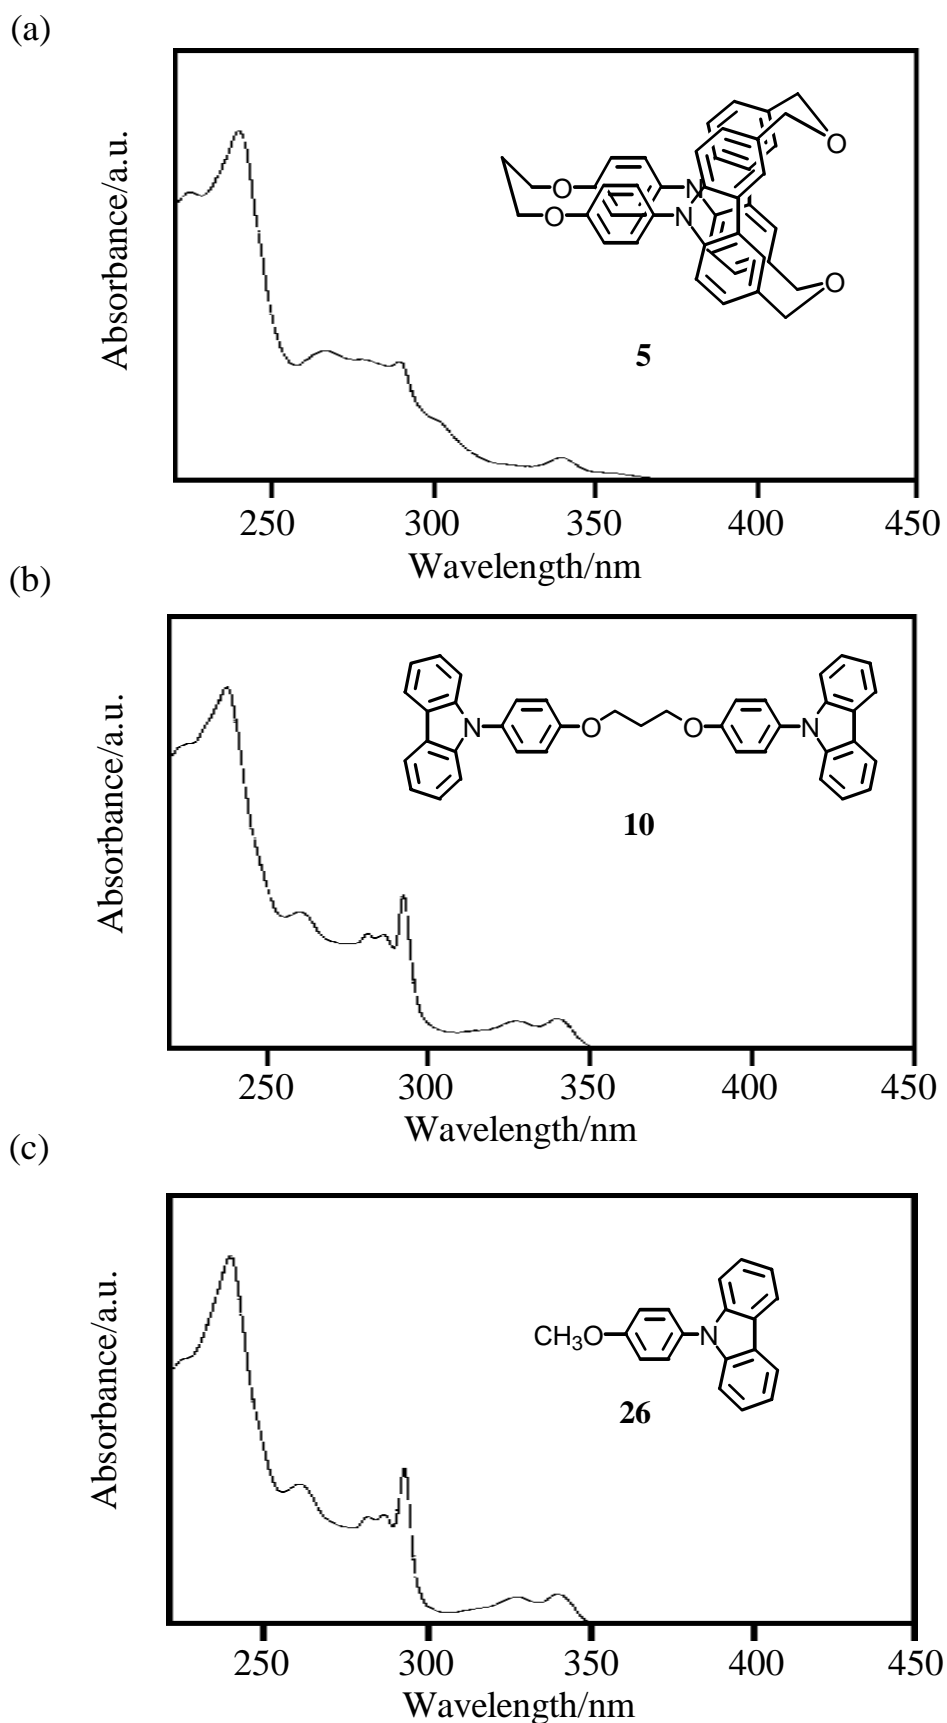 (a)
Absorbance/a.u.
O
O
N
N
O
O
5
250 300 350 400 450
Wavelength/nm
(b)
Absorbance/a.u.
N
O
O
N
10
250 300 350 400 450
Wavelength/nm
(c)
Absorbance/a.u.
CH3O
N
26
250 300 350 400 450
Wavelength/nm